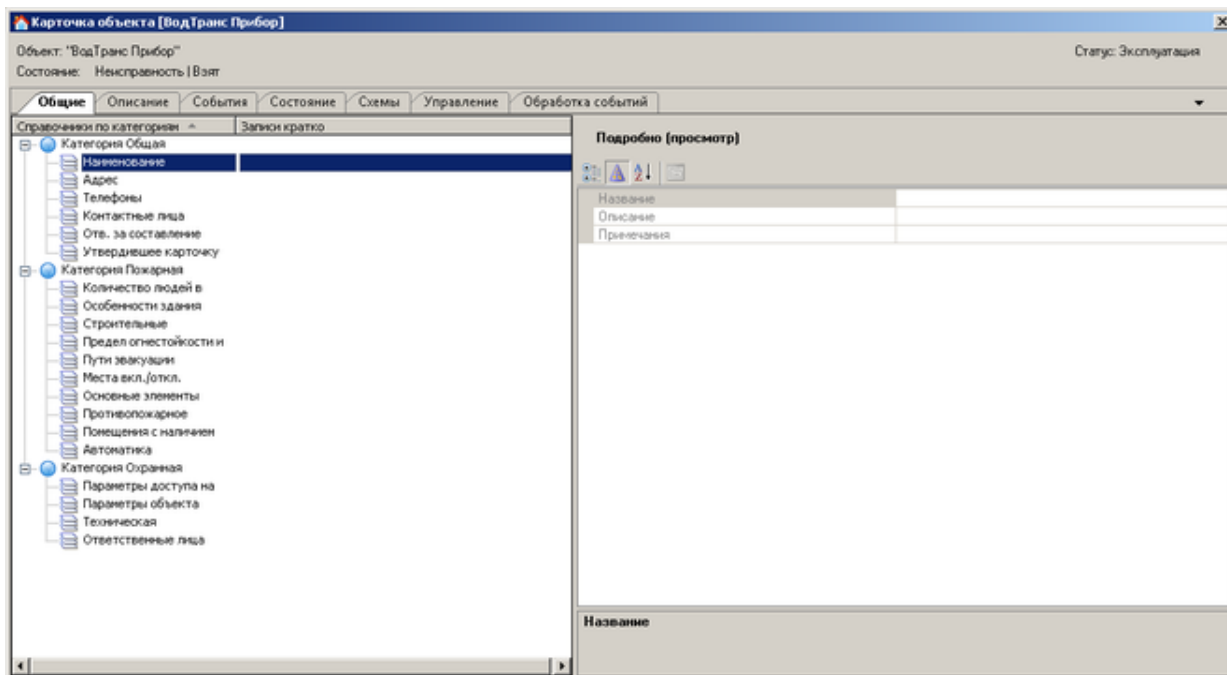 Карточка объекта [ВодТранс Прибор]
Объект: "ВодТранс Прибор"
Статус: Эксплуатация
Состояние: Неисправность | Взят
Общие Описание События Состояние Схемы Управление Обработка событий
Справочники по категориям Записи кратко
Категория Общая
Наименование
Адрес
Телефоны
Контактные лица
Отв. за составление
Утвердившее карточку
Категория Пожарная
Количество людей в
Особенности здания
Строительные
Предел огнестойкости и
Пути эвакуации
Места вкл./откл.
Основные элементы
Противопожарное
Помещения с наличием
Автоматика
Категория Охранная
Параметры доступа на
Параметры объекта
Техническая
Ответственные лица
Подробно (просмотр)
Название
Описание
Примечания
Название